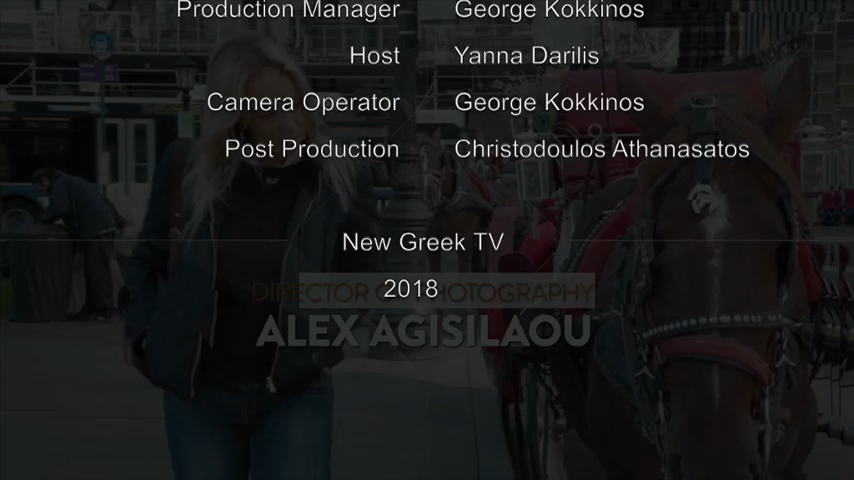 Production Manager George Kokkinos
Host Yanna Darilis
Camera Operator George Kokkinos
Post Production Christodoulos Athanasatos
New Greek TV
2018
DIRECTOR OF PHOTOGRAPHY
ALEX AGISILAOU